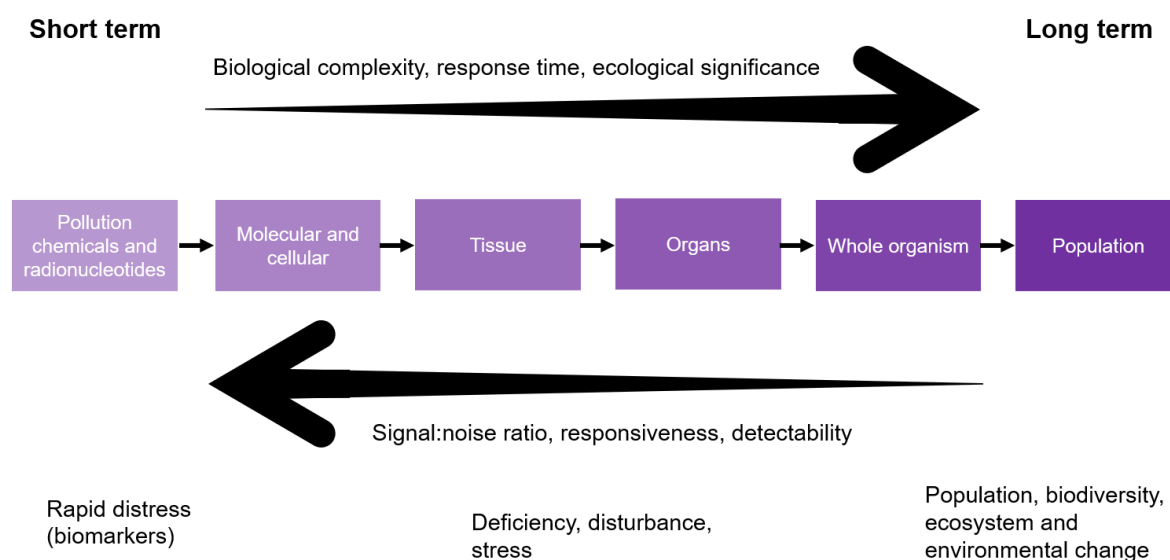 Short term
Long term
Biological complexity, response time, ecological significance
Pollution
chemicals and
radionucleotides
Molecular and
cellular
Tissue
Organs
Whole organism
Population
Signal:noise ratio, responsiveness, detectability
Rapid distress
(biomarkers)
Deficiency, disturbance,
stress
Population, biodiversity,
ecosystem and
environmental change